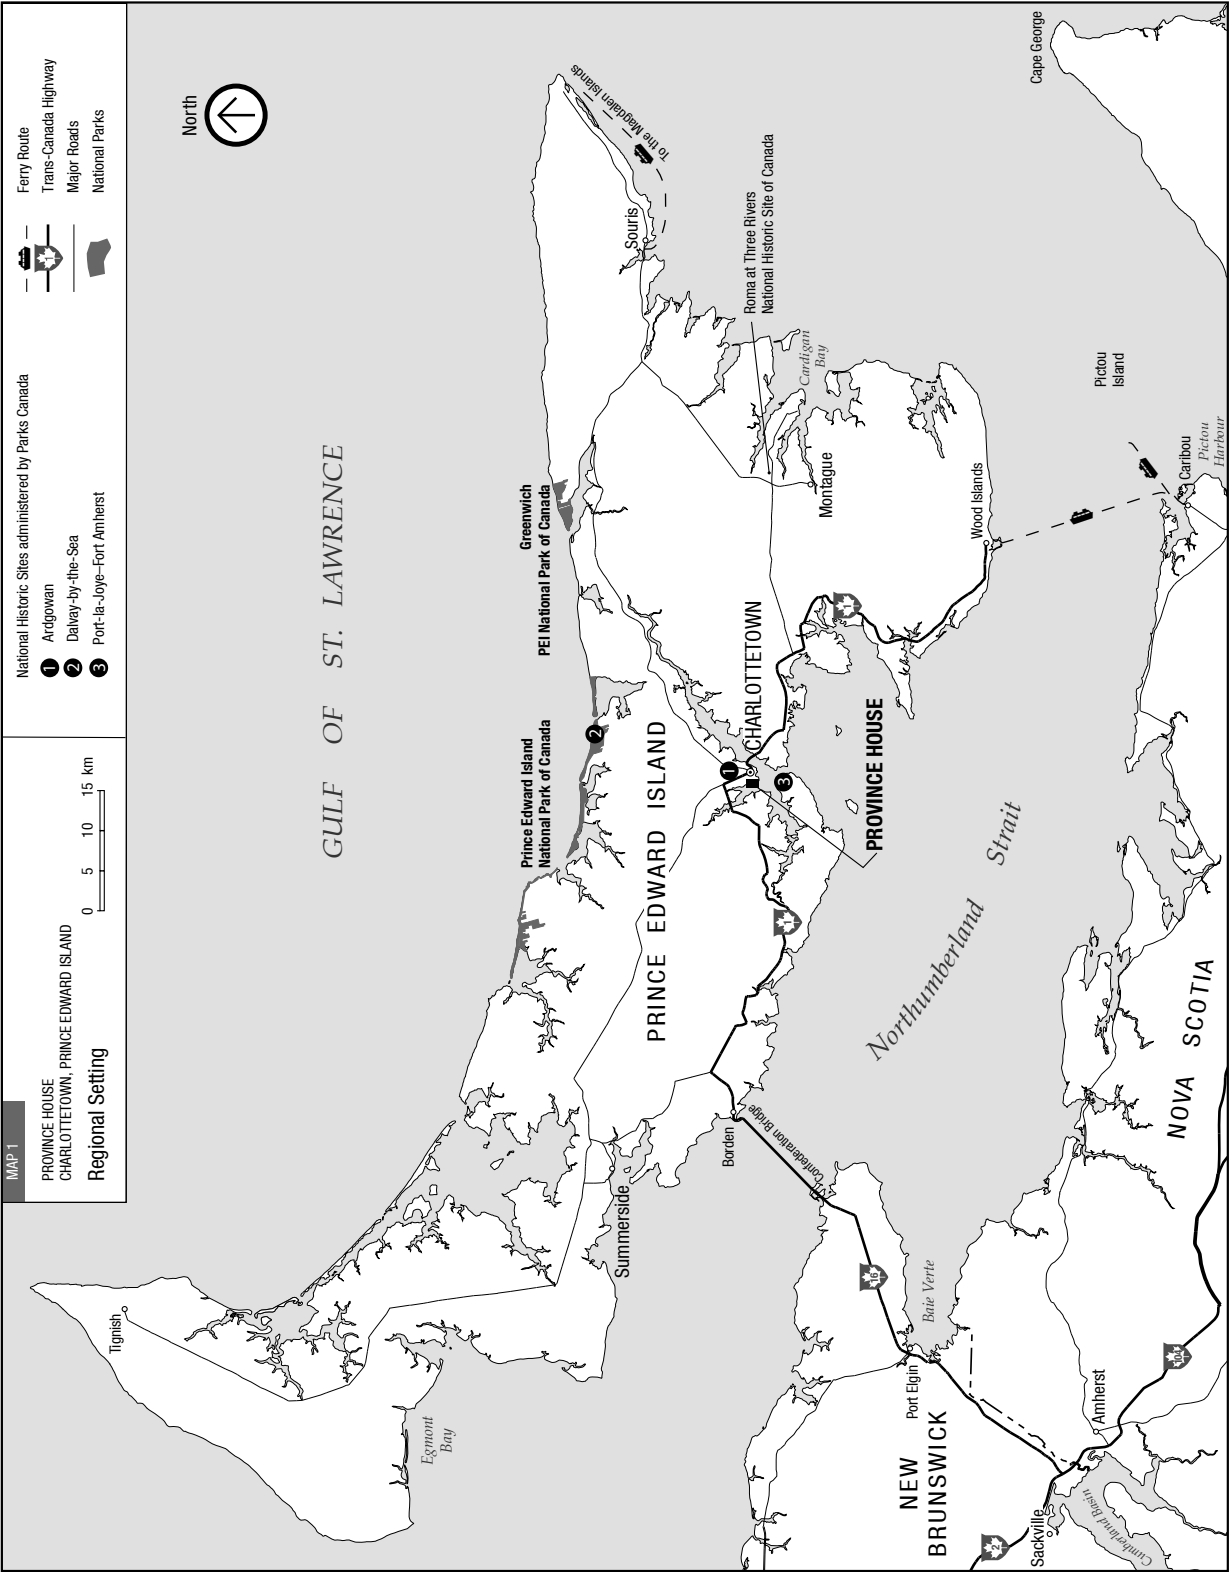 MAP 1
PROVINCE HOUSE
CHARLOTTETOWN, PRINCE EDWARD ISLAND
Regional Setting
0 5 10 15 km
National Historic Sites administered by Parks Canada
1 Ardgowan
2 Dalvay-by-the-Sea
3 Port-la-Joye–Fort Amherst
Ferry Route
1 Trans-Canada Highway
Major Roads
National Parks
North
GULF OF ST. LAWRENCE
Tignish
Egmont
Bay
Summerside
Prince Edward Island
National Park of Canada
2
Greenwich
PEI National Park of Canada
Souris
To the Magdalen Islands
PRINCE EDWARD ISLAND
1
CHARLOTTETOWN
3
PROVINCE HOUSE
Roma at Three Rivers
National Historic Site of Canada
Cardigan
Bay
Montague
1
Wood Islands
1
Borden
Confederation Bridge
Northumberland Strait
16
Baie Verte
Port Elgin
NEW
BRUNSWICK
2
Sackville
Cumberland Basin
Amherst
104
NOVA SCOTIA
Pictou
Island
Caribou
Pictou
Harbour
Cape George